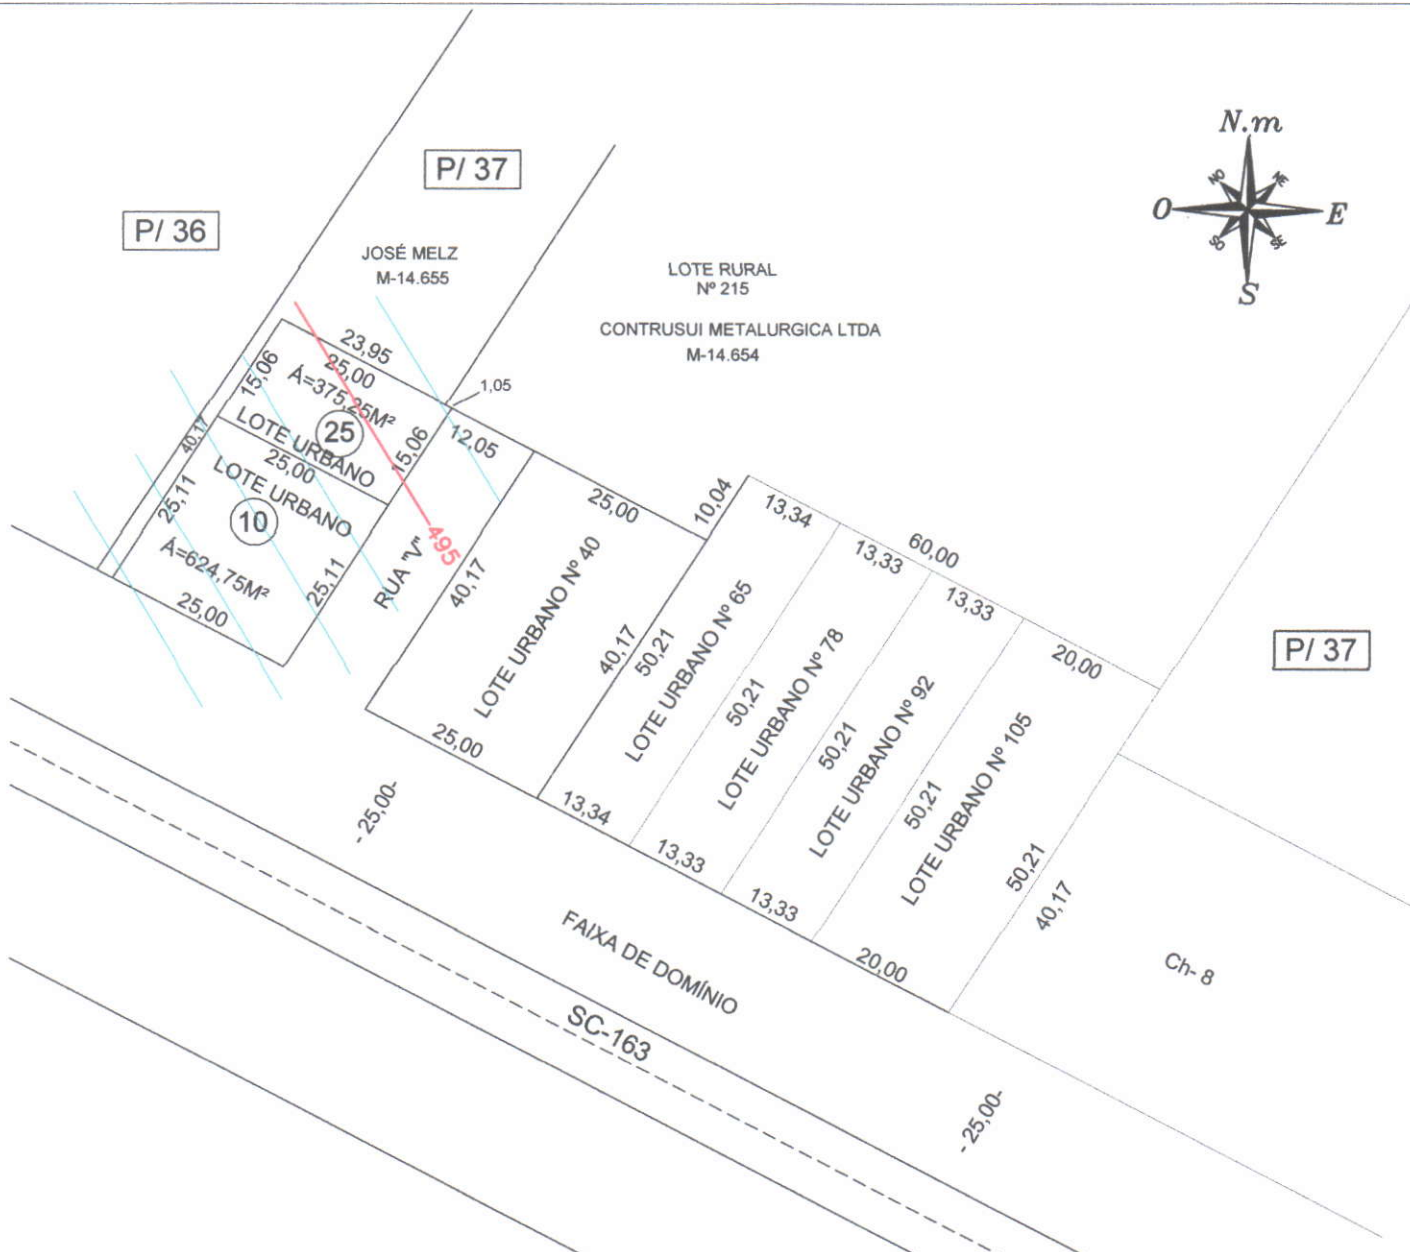 N.m
NO
NE
O
E
SO
SE
S
P/ 37
P/ 36
JOSÉ MELZ
M-14.655
LOTE RURAL
Nº 215
CONTRUSUI METALURGICA LTDA
M-14.654
23,95
25,00
Á=375,25M²
15,06
25
LOTE URBANO
15,06
1,05
12,05
40,17
25,00
LOTE URBANO
10
25,11
Á=624,75M²
25,11
25,00
RUA "V"
495
40,17
25,00
LOTE URBANO Nº 40
40,17
25,00
10,04
13,34
60,00
13,33
13,33
20,00
50,21
LOTE URBANO Nº 65
50,21
LOTE URBANO Nº 78
50,21
LOTE URBANO Nº 92
50,21
LOTE URBANO Nº 105
50,21
40,17
13,34
13,33
13,33
20,00
P/ 37
Ch- 8
- 25,00-
FAIXA DE DOMÍNIO
SC-163
- 25,00-